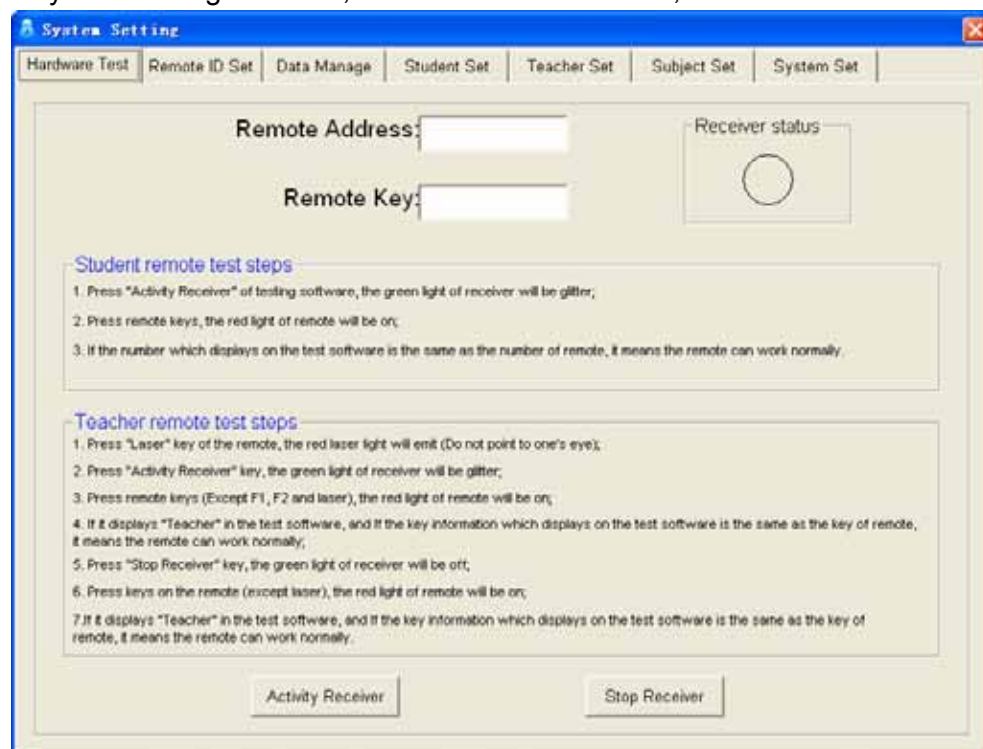 System Setting
Hardware Test Remote ID Set Data Manage Student Set Teacher Set Subject Set System Set
Remote Address:
Receiver status
Remote Key:
Student remote test steps
1. Press "Activity Receiver" of testing software, the green light of receiver will be glitter;
2. Press remote keys, the red light of remote will be on;
3. If the number which displays on the test software is the same as the number of remote, it means the remote can work normally.
Teacher remote test steps
1. Press "Laser" key of the remote, the red laser light will emit (Do not point to one's eye);
2. Press "Activity Receiver" key, the green light of receiver will be glitter;
3. Press remote keys (Except F1, F2 and laser), the red light of remote will be on;
4. If it displays "Teacher" in the test software, and If the key information which displays on the test software is the same as the key of remote,
it means the remote can work normally;
5. Press "Stop Receiver" key, the green light of receiver will be off;
6. Press keys on the remote (except laser), the red light of remote will be on;
7.If it displays "Teacher" in the test software, and If the key information which displays on the test software is the same as the key of
remote, it means the remote can work normally.
Activity Receiver Stop Receiver